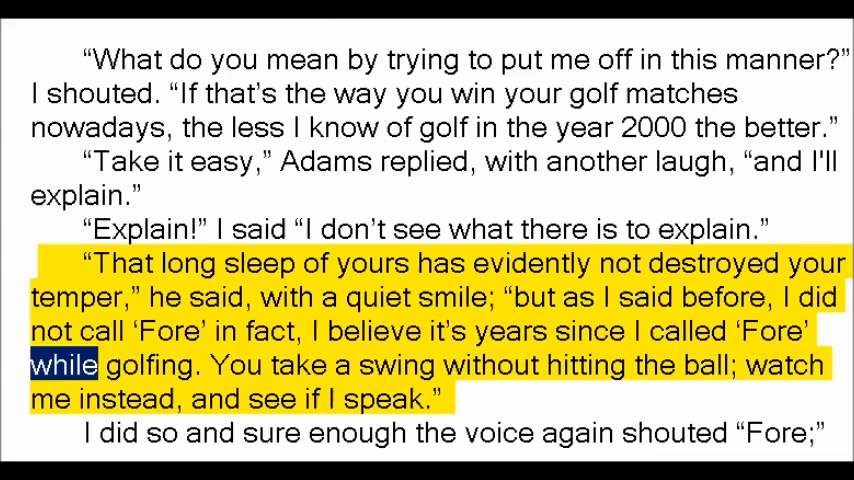 “What do you mean by trying to put me off in this manner?”
I shouted. “If that’s the way you win your golf matches
nowadays, the less I know of golf in the year 2000 the better.”
“Take it easy,” Adams replied, with another laugh, “and I'll
explain.”
“Explain!” I said “I don’t see what there is to explain.”
“That long sleep of yours has evidently not destroyed your
temper,” he said, with a quiet smile; “but as I said before, I did
not call ‘Fore’ in fact, I believe it’s years since I called ‘Fore’
while golfing. You take a swing without hitting the ball; watch
me instead, and see if I speak.”
I did so and sure enough the voice again shouted “Fore;”